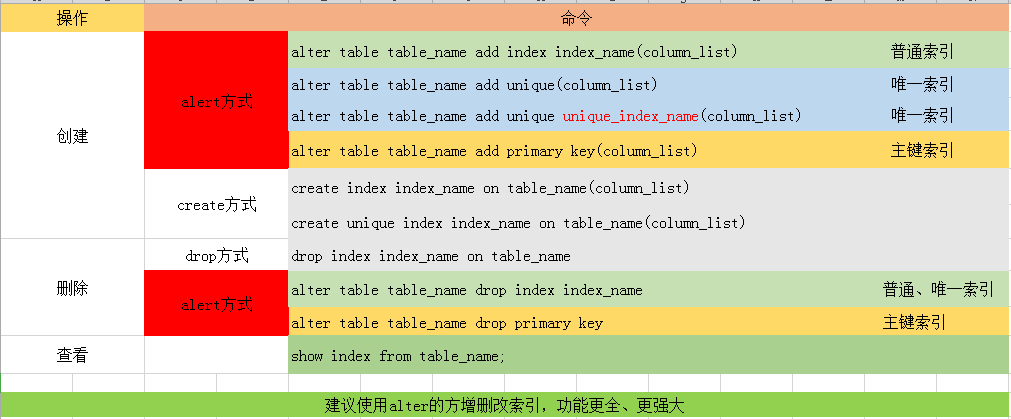 操作 命令
创建
alert方式
alter table table_name add index index_name(column_list) 普通索引
alter table table_name add unique(column_list) 唯一索引
alter table table_name add unique unique_index_name(column_list) 唯一索引
alter table table_name add primary key(column_list) 主键索引
create方式
create index index_name on table_name(column_list)
create unique index index_name on table_name(column_list)
删除
drop方式
drop index index_name on table_name
alert方式
alter table table_name drop index index_name 普通、唯一索引
alter table table_name drop primary key 主键索引
查看
show index from table_name;
建议使用alter的方增删改索引，功能更全、更强大